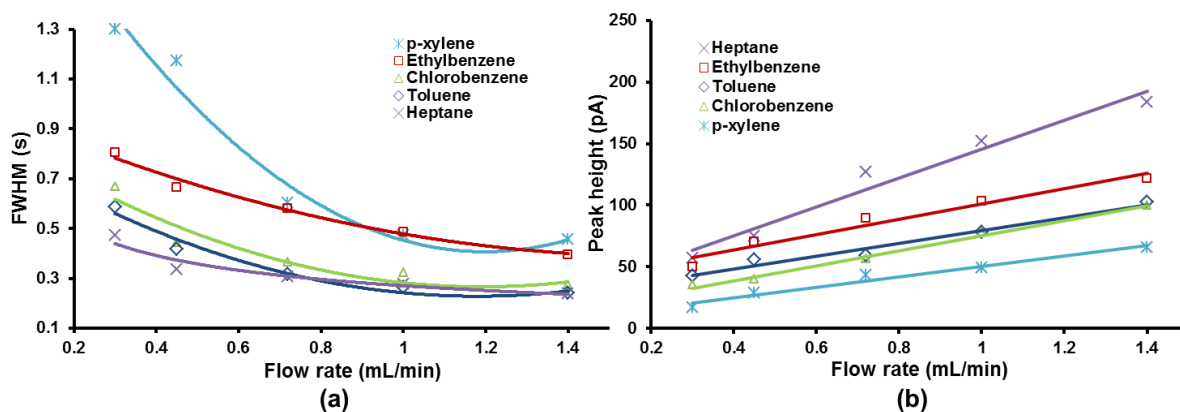 FWHM (s)
1.3
1.1
0.9
0.7
0.5
0.3
0.1
p-xylene
Ethylbenzene
Chlorobenzene
Toluene
Heptane
0.2 0.4 0.6 0.8 1 1.2 1.4
Flow rate (mL/min)
(a)
Peak height (pA)
250
200
150
100
50
0
Heptane
Ethylbenzene
Toluene
Chlorobenzene
p-xylene
0.2 0.4 0.6 0.8 1 1.2 1.4
Flow rate (mL/min)
(b)